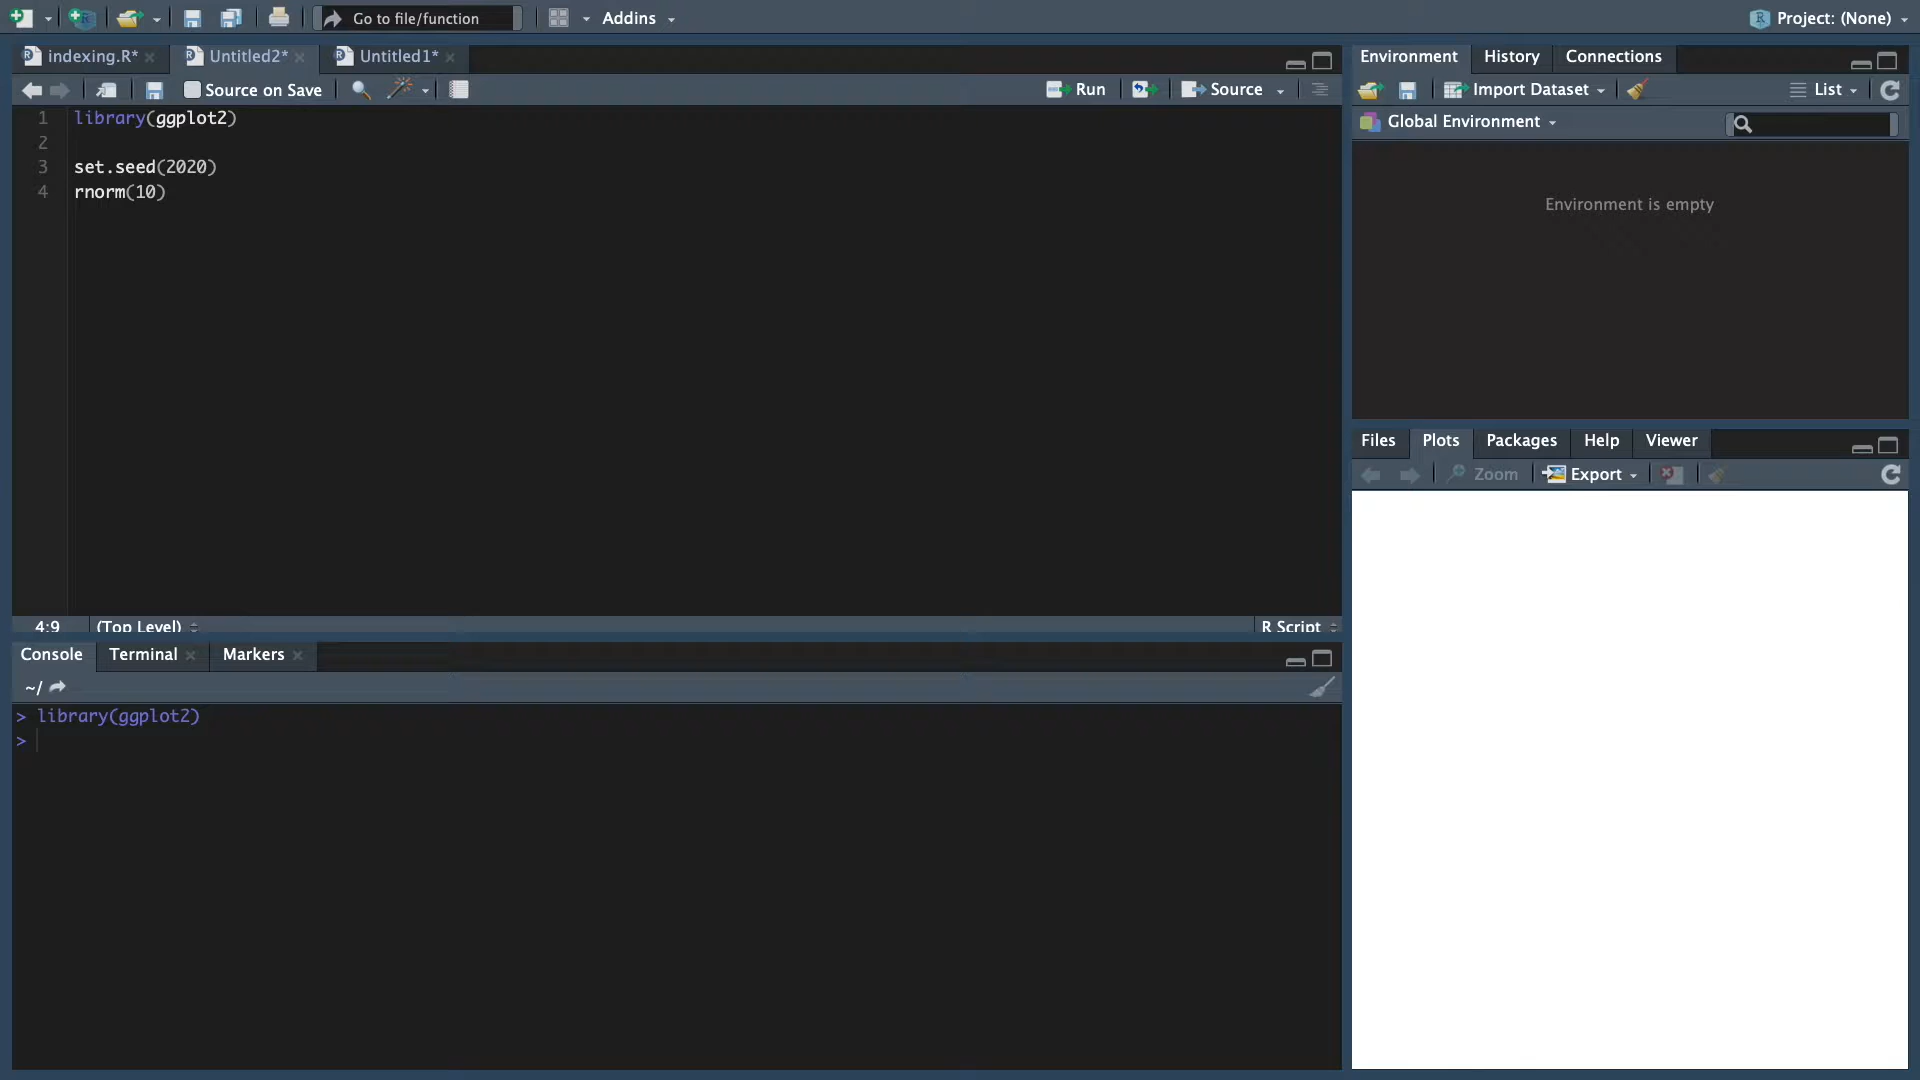 Go to file/function
Addins
Project: (None)
indexing.R*
Untitled2*
Untitled1*
Source on Save
Run
Source
1 library(ggplot2)
2
3 set.seed(2020)
4 rnorm(10)
4:9
(Top Level)
R Script
Console
Terminal
Markers
~/
> library(ggplot2)
>
Environment
History
Connections
Import Dataset
List
Global Environment
Environment is empty
Files
Plots
Packages
Help
Viewer
Zoom
Export